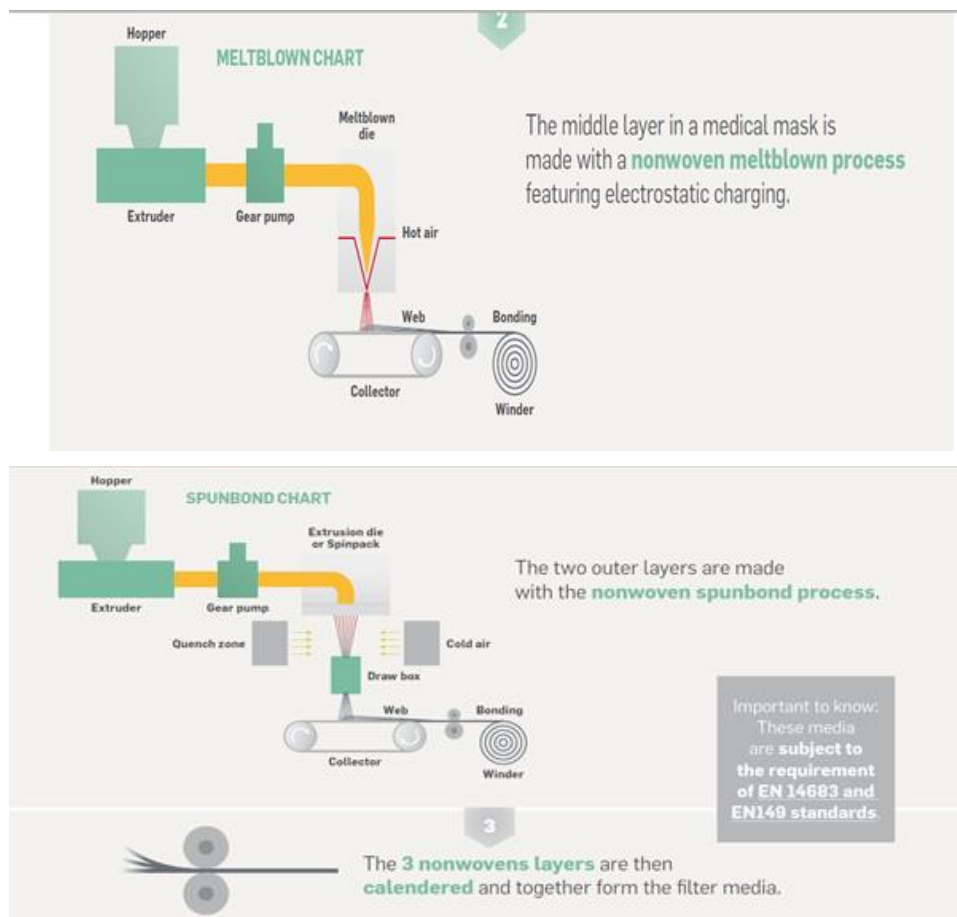 2
Hopper
MELTBLOWN CHART
Meltblown
die
Extruder
Gear pump
Hot air
Web
Bonding
Collector
Winder
The middle layer in a medical mask is
made with a nonwoven meltblown process
featuring electrostatic charging.
Hopper
SPUNBOND CHART
Extrusion die
or Spinpack
Extruder
Gear pump
Quench zone
Cold air
Draw box
Web
Bonding
Collector
Winder
The two outer layers are made
with the nonwoven spunbond process.
Important to know:
These media
are subject to
the requirement
of EN 14683 and
EN149 standards.
3
The 3 nonwovens layers are then
calendered and together form the filter media.